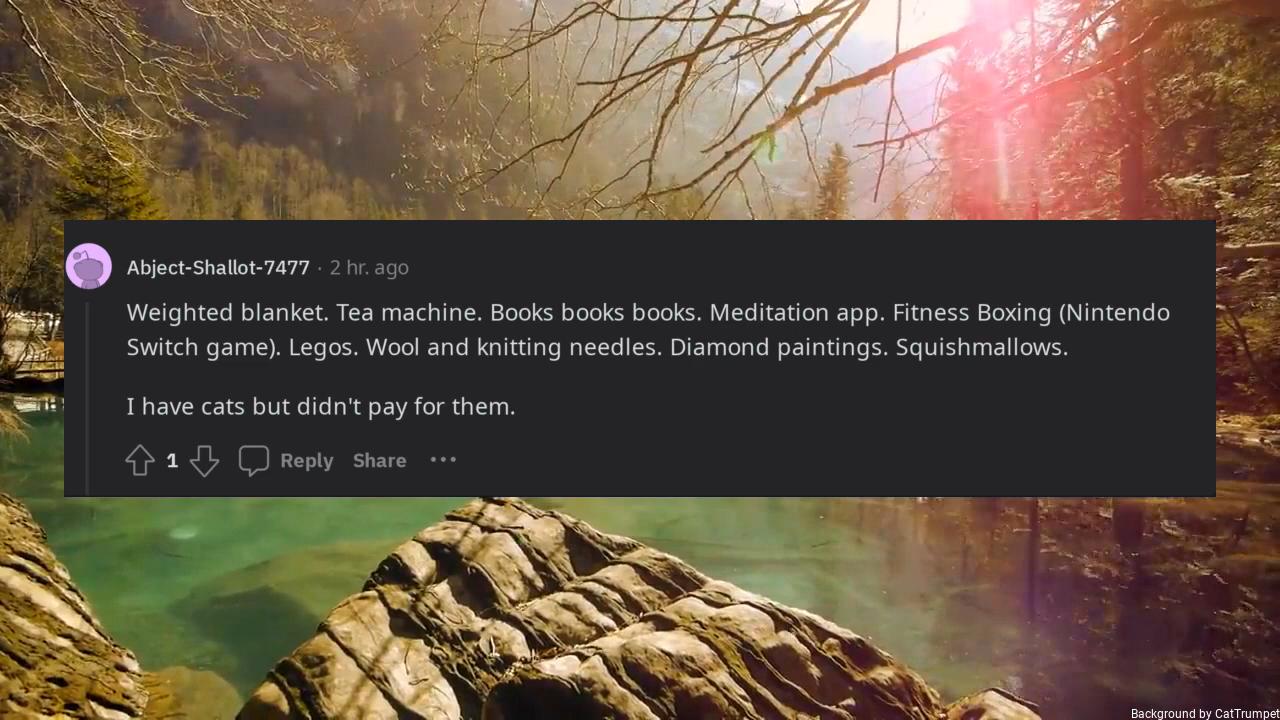 Abject-Shallot-7477 · 2 hr. ago
Weighted blanket. Tea machine. Books books books. Meditation app. Fitness Boxing (Nintendo
Switch game). Legos. Wool and knitting needles. Diamond paintings. Squishmallows.
I have cats but didn't pay for them.
1 Reply Share ···
Background by CatTrumpet